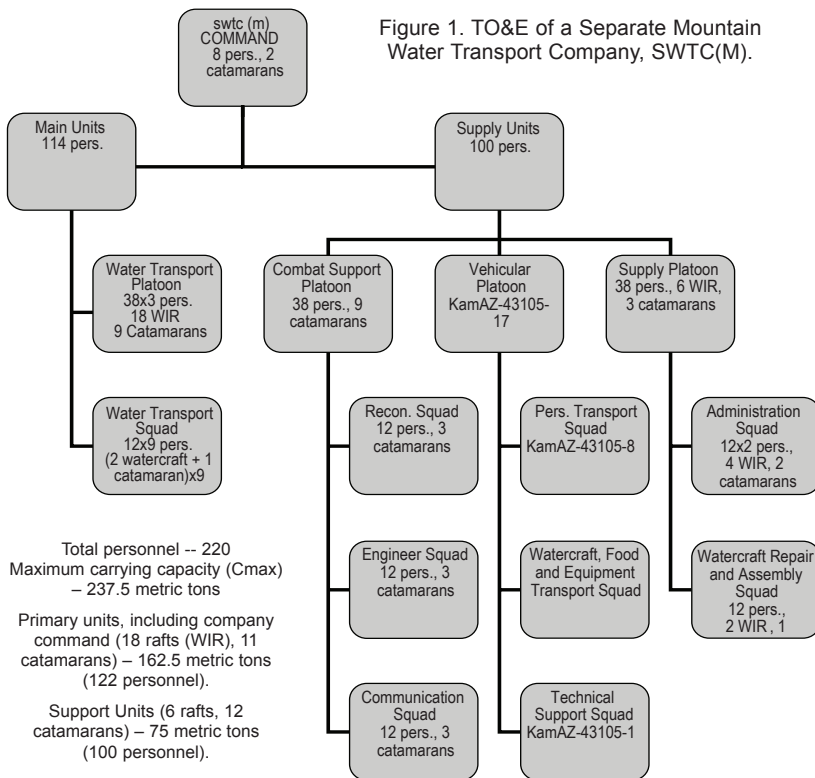 swtc (m)
COMMAND
8 pers., 2
catamarans
Figure 1. TO&E of a Separate Mountain
Water Transport Company, SWTC(M).
Main Units
114 pers.
Supply Units
100 pers.
Water Transport
Platoon
38x3 pers.
18 WIR
9 Catamarans
Combat Support
Platoon
38 pers., 9
catamarans
Vehicular
Platoon
KamAZ-43105-
17
Supply Platoon
38 pers., 6 WIR,
3 catamarans
Water Transport
Squad
12x9 pers.
(2 watercraft + 1
catamaran)x9
Recon. Squad
12 pers., 3
catamarans
Pers. Transport
Squad
KamAZ-43105-8
Administration
Squad
12x2 pers.,
4 WIR, 2
catamarans
Engineer Squad
12 pers., 3
catamarans
Watercraft, Food
and Equipment
Transport Squad
Watercraft Repair
and Assembly
Squad
12 pers.,
2 WIR , 1
Communication
Squad
12 pers., 3
catamarans
Technical
Support Squad
KamAZ-43105-1
Total personnel -- 220
Maximum carrying capacity (Cmax)
– 237.5 metric tons
Primary units, including company
command (18 rafts (WIR), 11
catamarans) – 162.5 metric tons
(122 personnel).
Support Units (6 rafts, 12
catamarans) – 75 metric tons
(100 personnel).